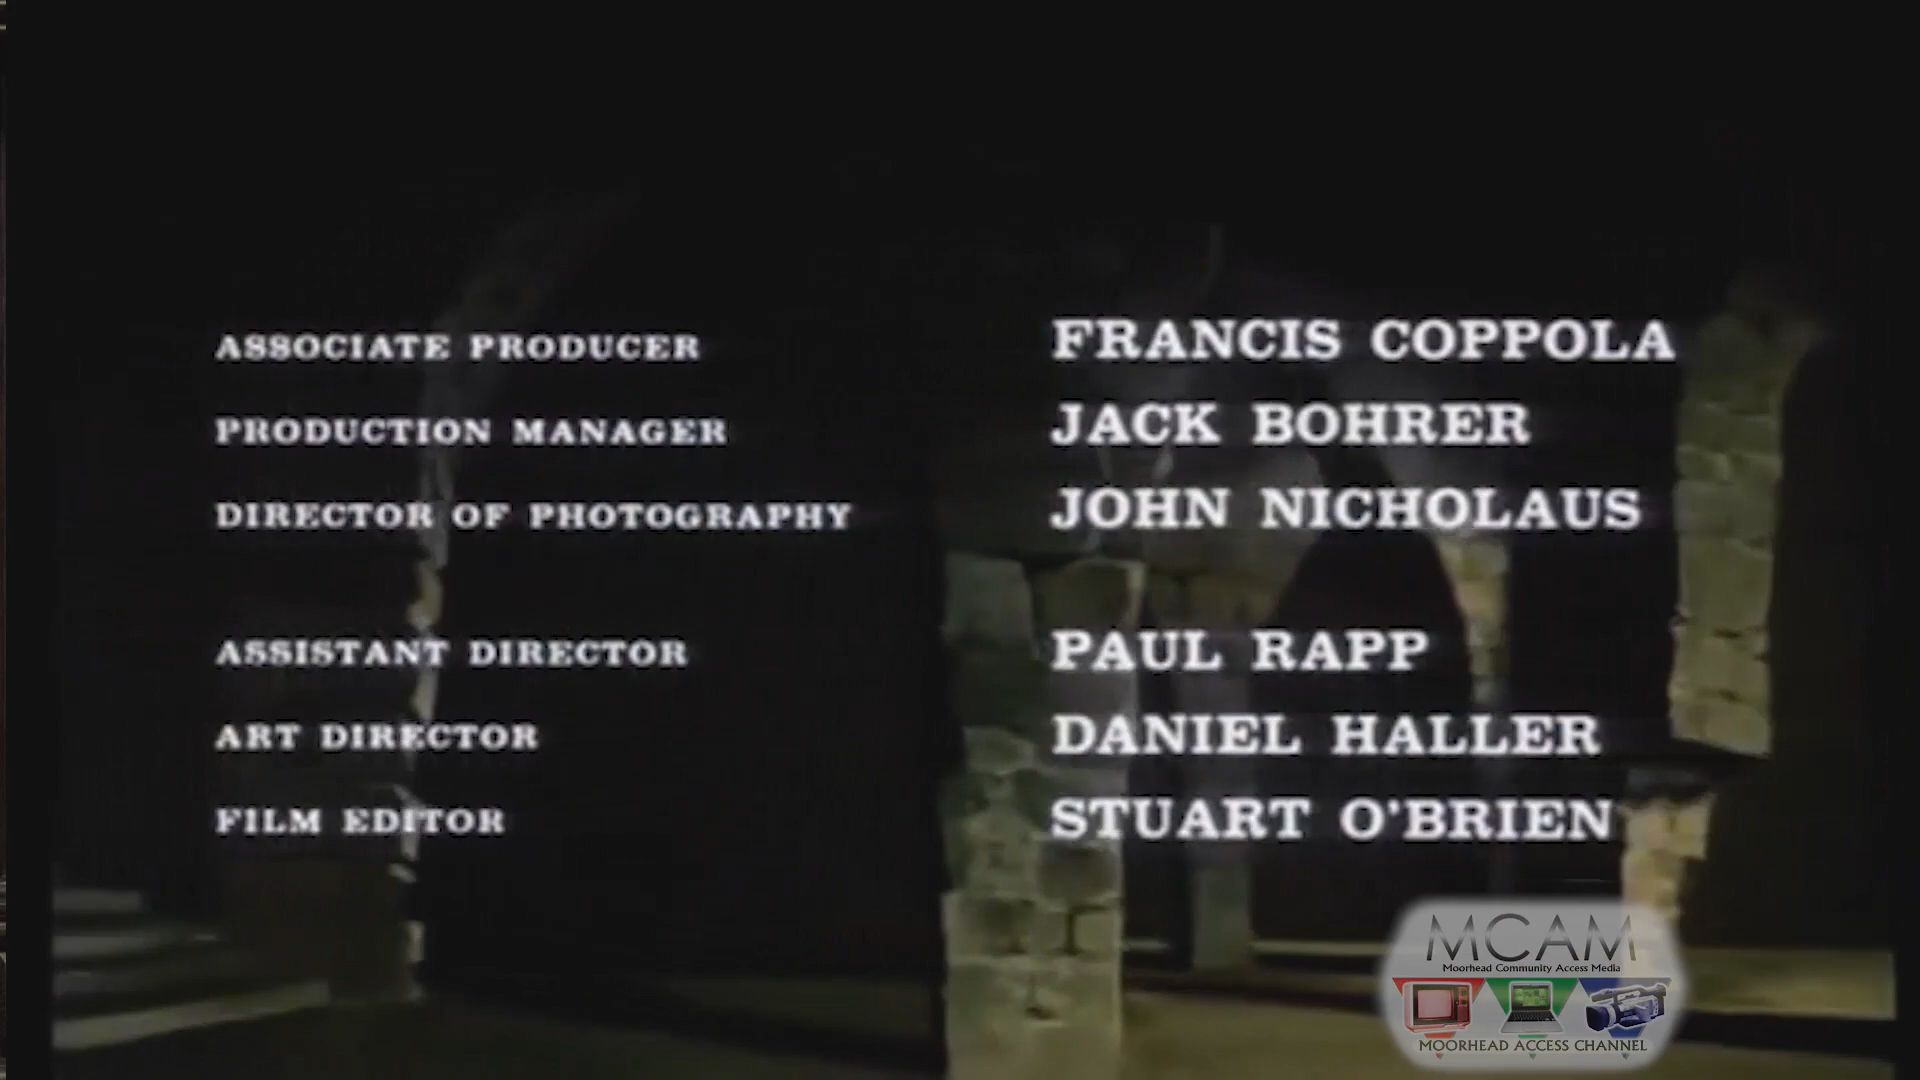 ASSOCIATE PRODUCER FRANCIS COPPOLA
PRODUCTION MANAGER JACK BOHRER
DIRECTOR OF PHOTOGRAPHY JOHN NICHOLAUS
ASSISTANT DIRECTOR PAUL RAPP
ART DIRECTOR DANIEL HALLER
FILM EDITOR STUART O'BRIEN
MCAM
Moorhead Community Access Media
MOORHEAD ACCESS CHANNEL